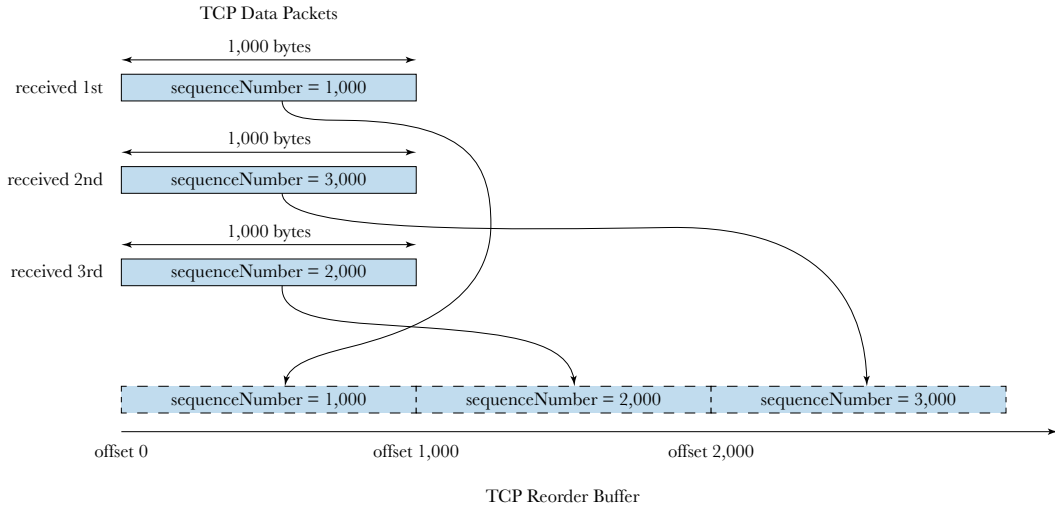 TCP Data Packets
1,000 bytes
received 1st
sequenceNumber = 1,000
1,000 bytes
received 2nd
sequenceNumber = 3,000
1,000 bytes
received 3rd
sequenceNumber = 2,000
sequenceNumber = 1,000
sequenceNumber = 2,000
sequenceNumber = 3,000
offset 0
offset 1,000
offset 2,000
TCP Reorder Buffer